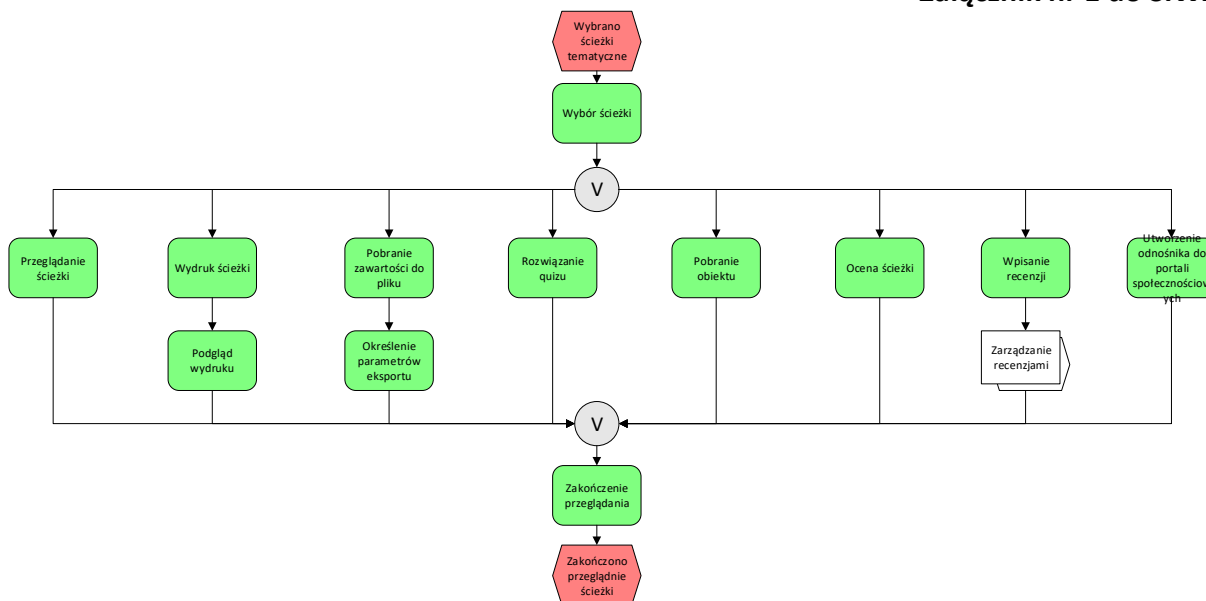 Wybrano
ścieżki
tematyczne
Wybór ścieżki
V
Przeglądanie
ścieżki
Wydruk ścieżki
Pobranie
zawartości do
pliku
Rozwiązanie
quizu
Pobranie
obiektu
Ocena ścieżki
Wpisanie
recenzji
Utworzenie
odnośnika do
portali
społecznościow
ych
Podgląd
wydruku
Określenie
parametrów
eksportu
Zarządzanie
recenzjami
V
Zakończenie
przeglądania
Zakończono
przeglądnie
ścieżki